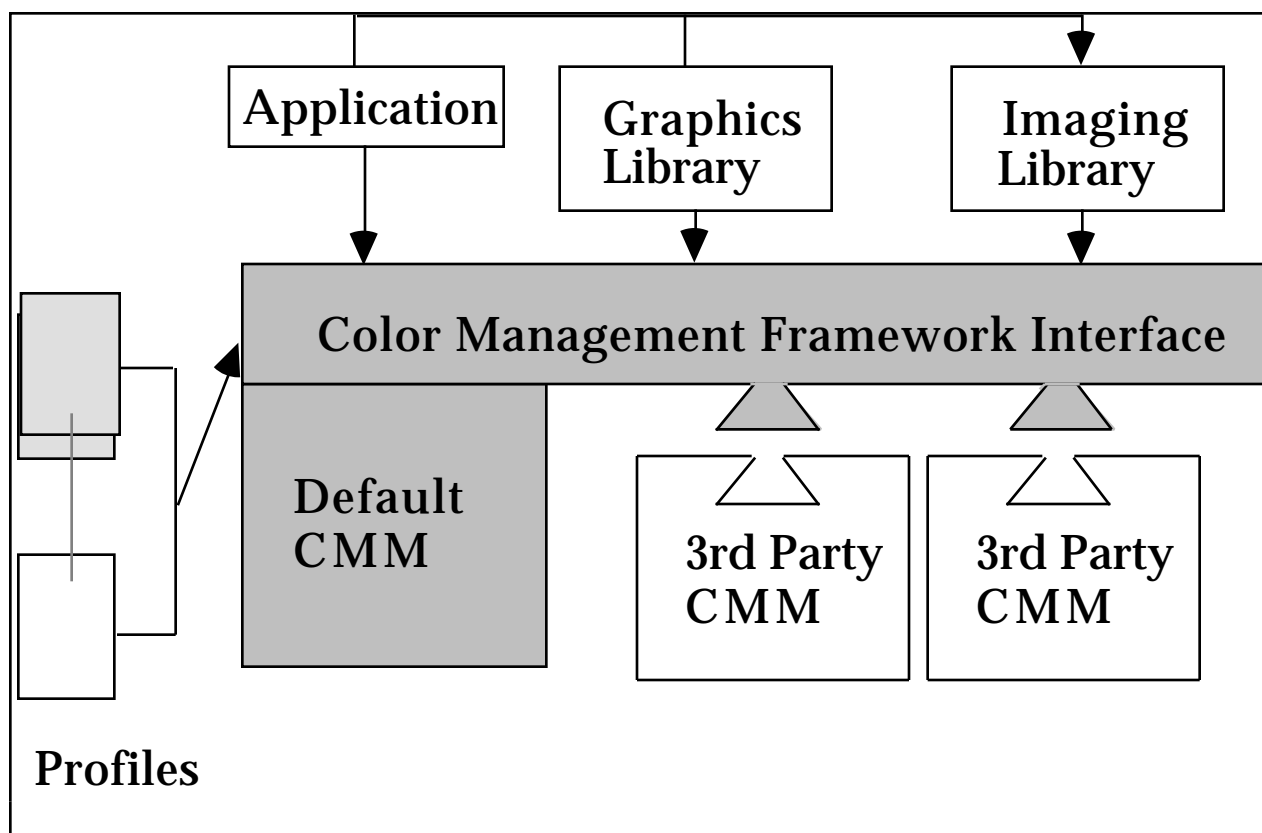 Application
Graphics
Library
Imaging
Library
Color Management Framework Interface
Default
CMM
3rd Party
CMM
3rd Party
CMM
Profiles